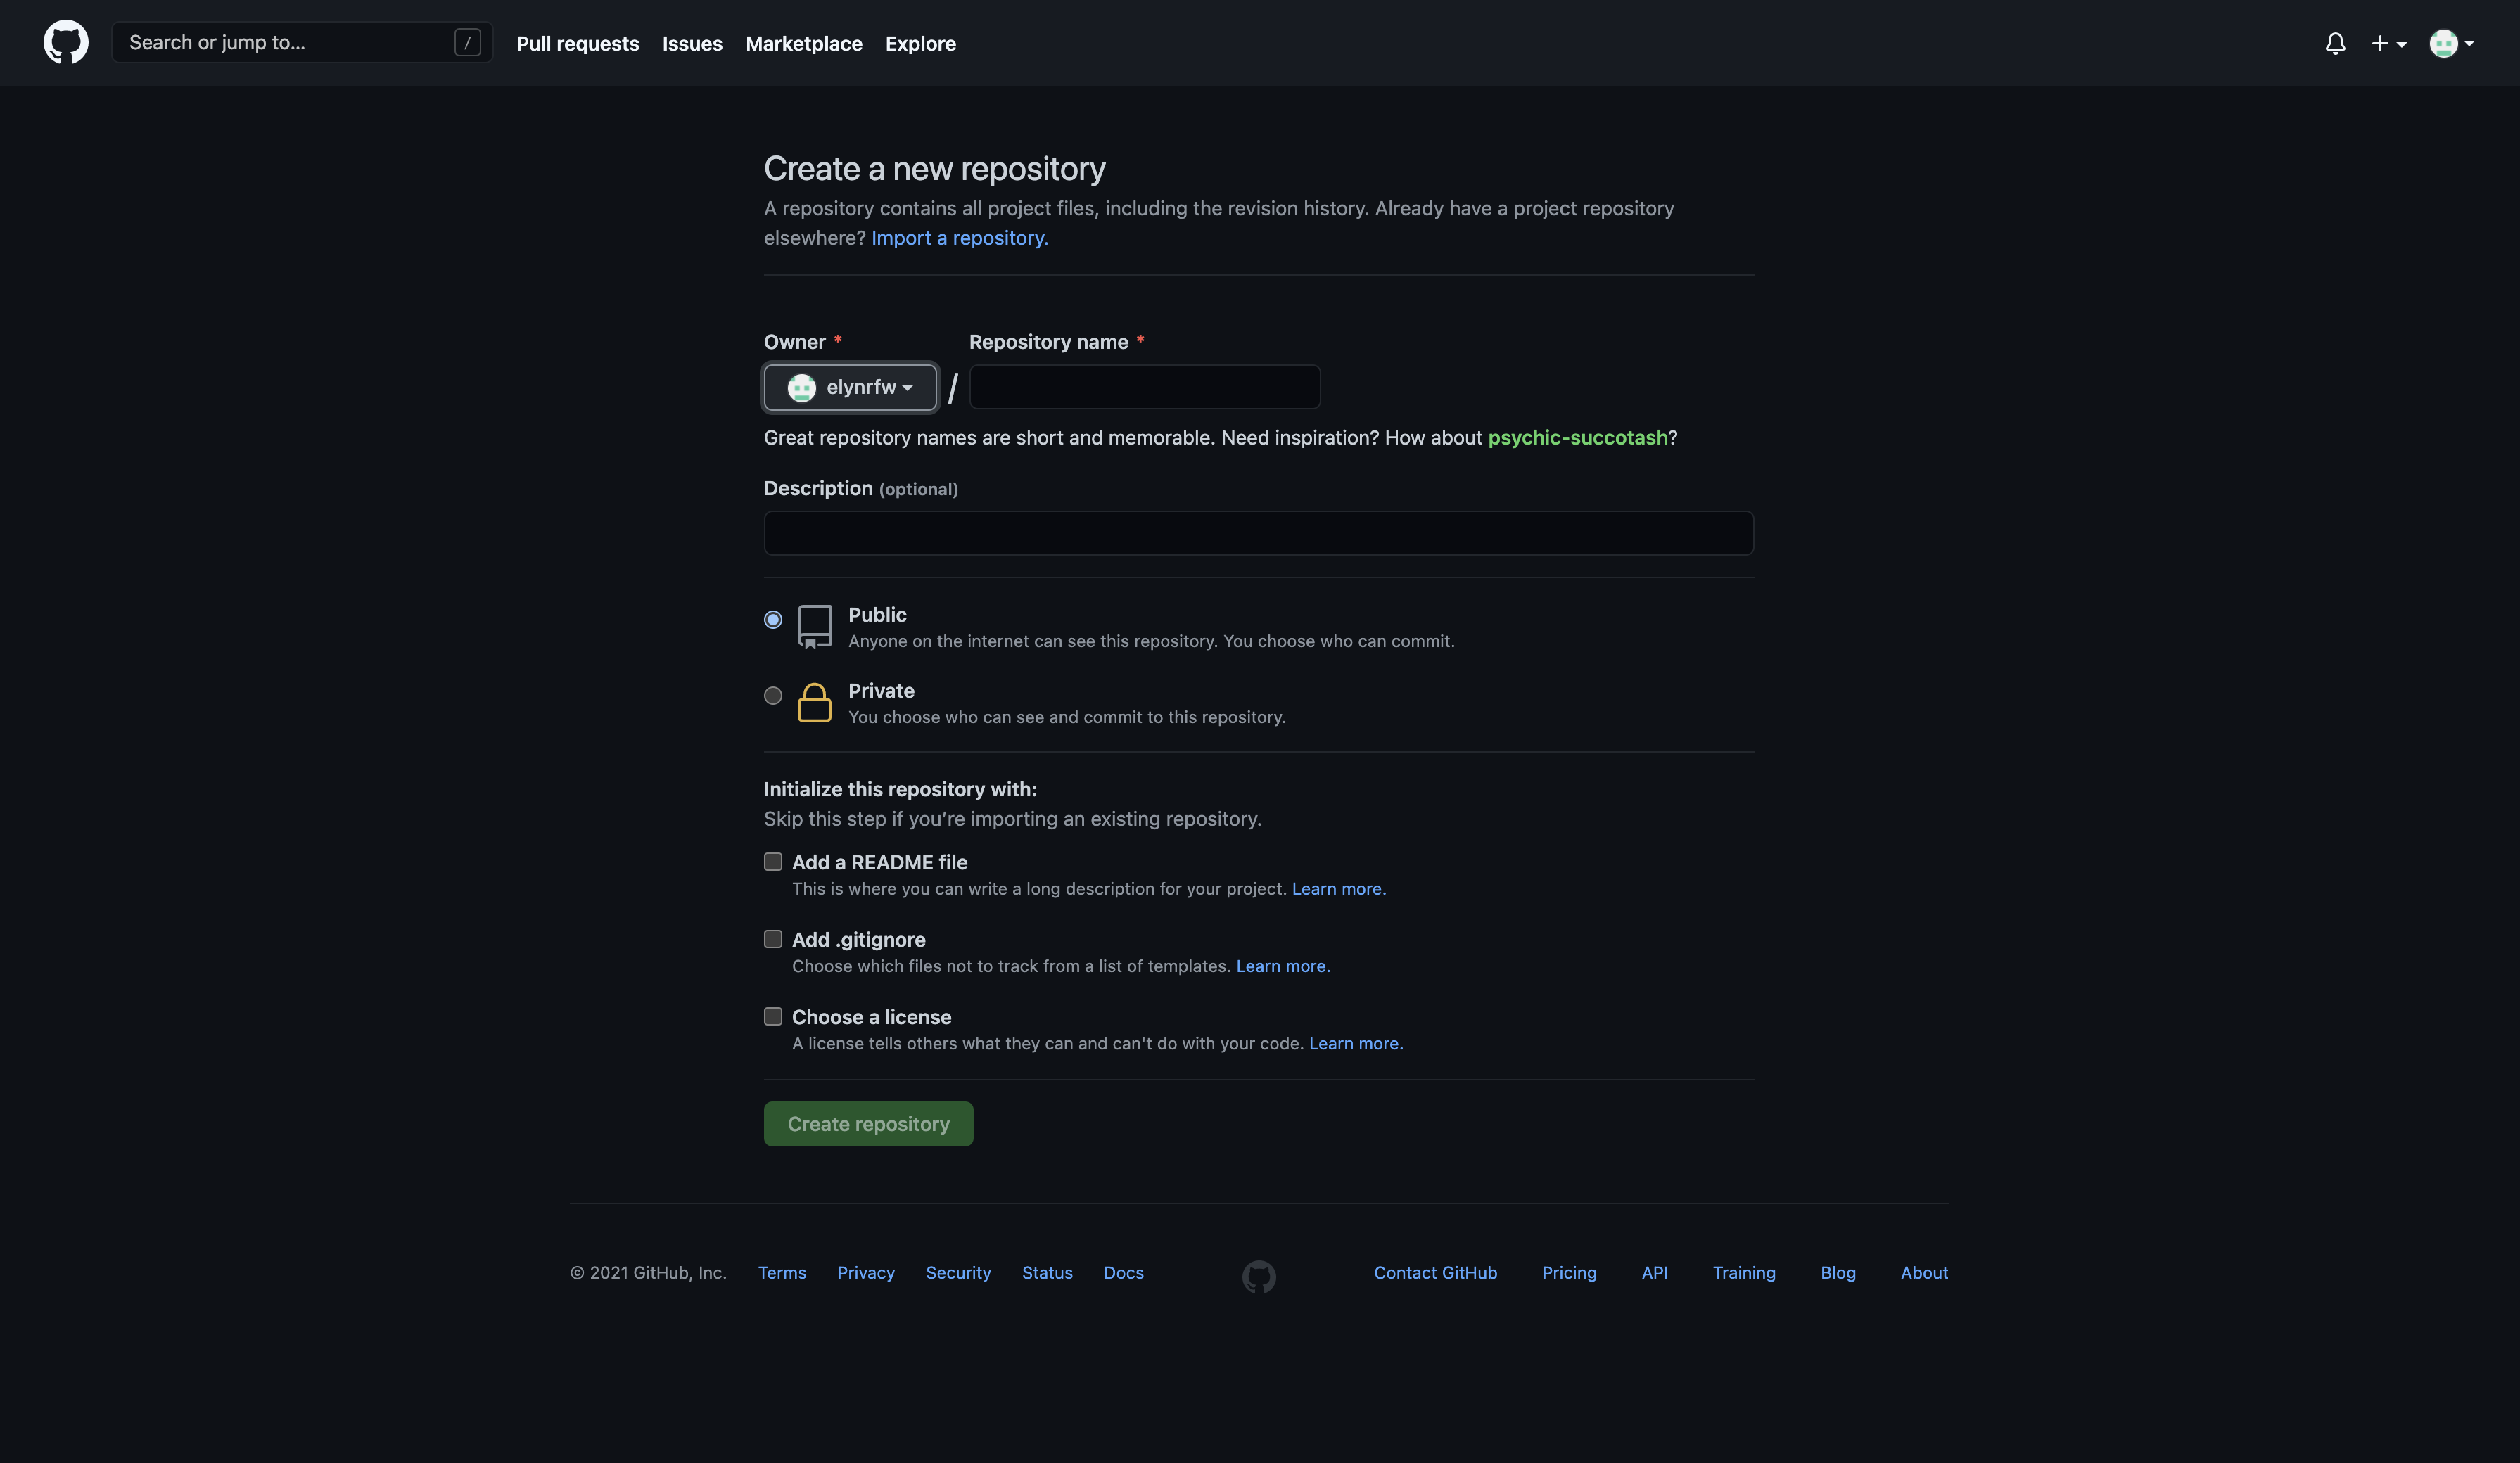 Search or jump to...
/
Pull requests
Issues
Marketplace
Explore
Create a new repository
A repository contains all project files, including the revision history. Already have a project repository
elsewhere? Import a repository.
Owner *
Repository name *
elynrfw
/
Great repository names are short and memorable. Need inspiration? How about psychic-succotash?
Description (optional)
Public
Anyone on the internet can see this repository. You choose who can commit.
Private
You choose who can see and commit to this repository.
Initialize this repository with:
Skip this step if you’re importing an existing repository.
Add a README file
This is where you can write a long description for your project. Learn more.
Add .gitignore
Choose which files not to track from a list of templates. Learn more.
Choose a license
A license tells others what they can and can't do with your code. Learn more.
Create repository
© 2021 GitHub, Inc.
Terms
Privacy
Security
Status
Docs
Contact GitHub
Pricing
API
Training
Blog
About